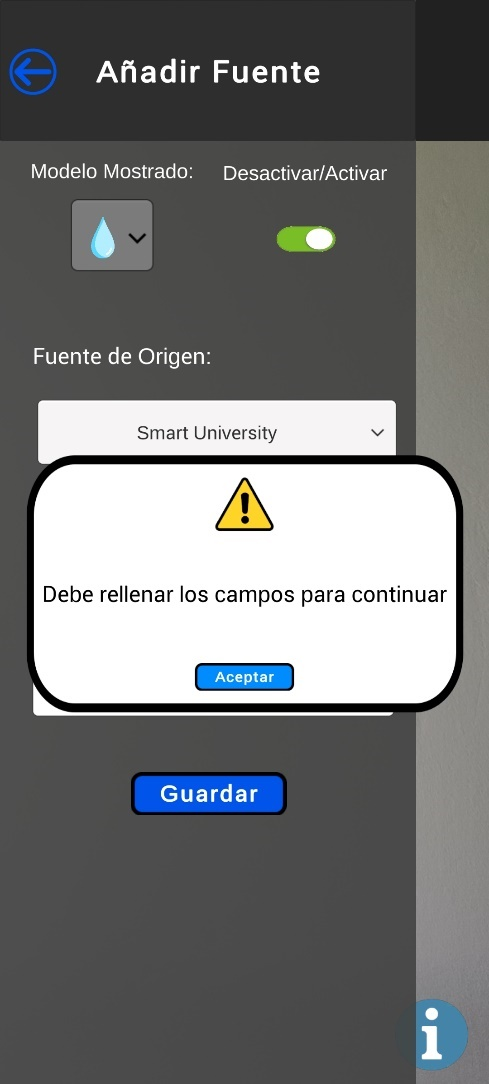 Añadir Fuente
Modelo Mostrado:
Desactivar/Activar
Fuente de Origen:
Smart University
Debe rellenar los campos para continuar
Aceptar
Guardar